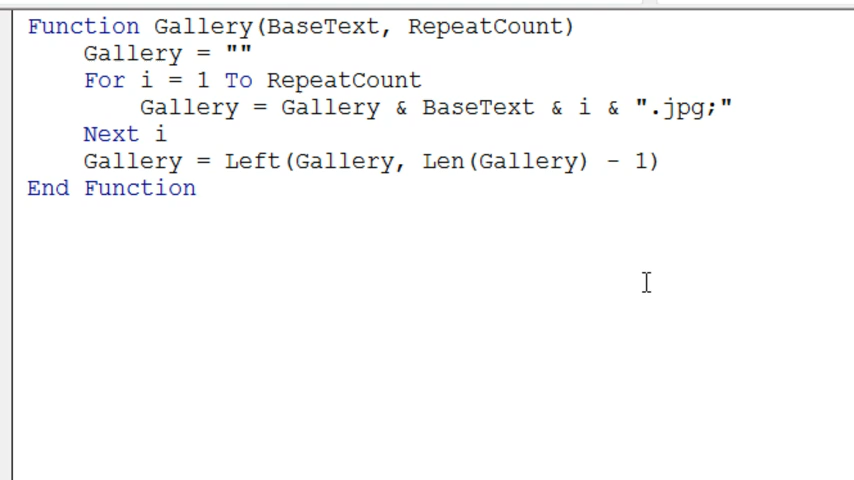 Function Gallery(BaseText, RepeatCount)
    Gallery = ""
    For i = 1 To RepeatCount
        Gallery = Gallery & BaseText & i & ".jpg;"
    Next i
    Gallery = Left(Gallery, Len(Gallery) - 1)
End Function